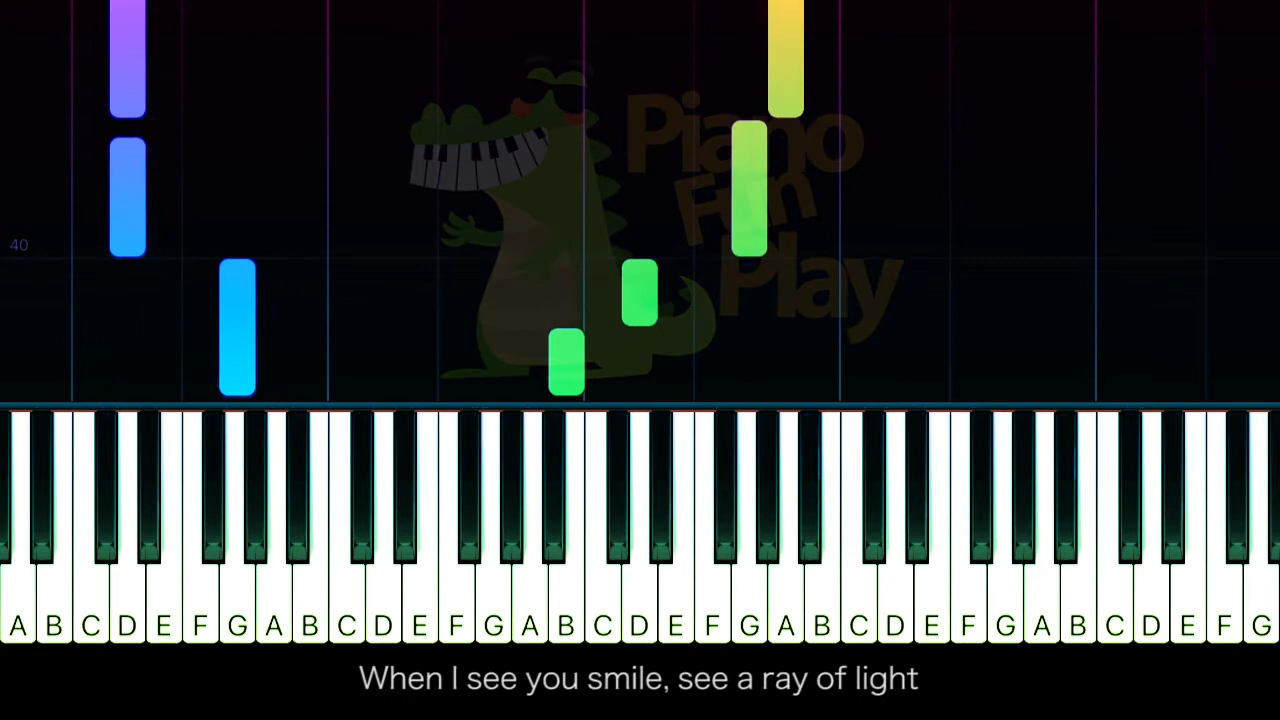 Piano
Fun
Play
40
A B C D E F G A B C D E F G A B C D E F G A B C D E F G A B C D E F G
When I see you smile, see a ray of light